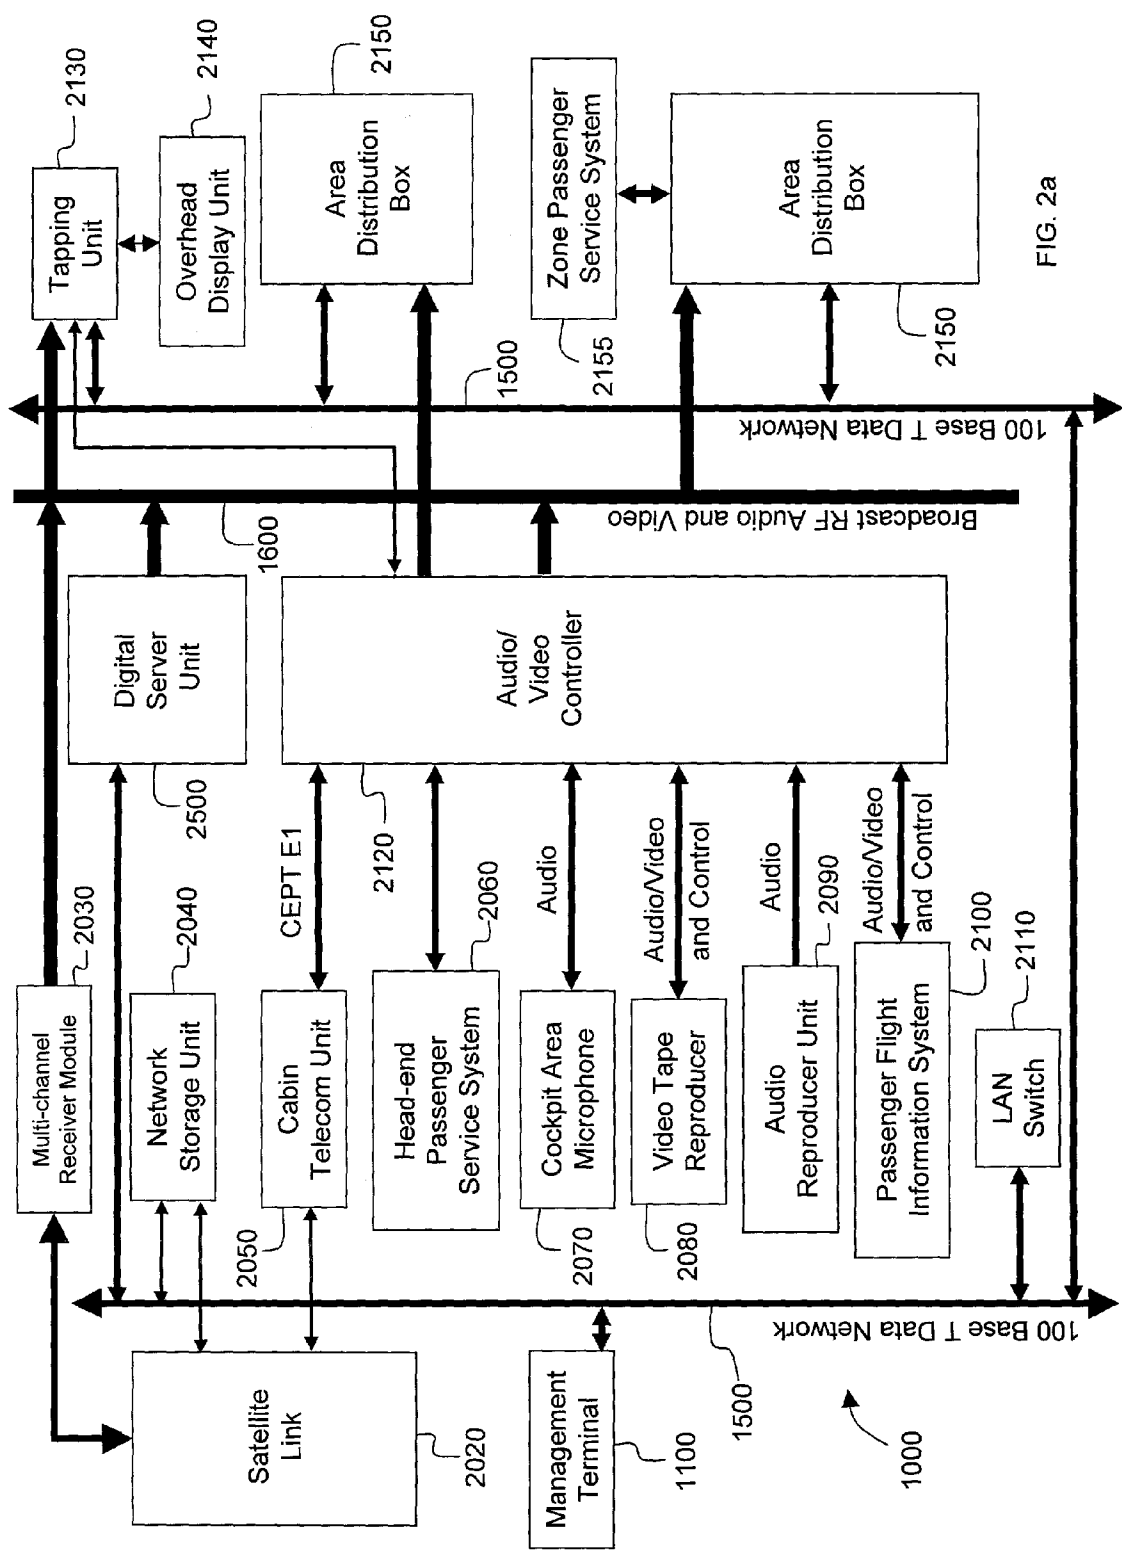 Satellite
Link
2020
Management
Terminal
1100
1000
1500
100 Base T Data Network
Multi-channel
Receiver Module
2030
Network
Storage Unit
2040
Cabin
Telecom Unit
2050
CEPT E1
Head-end
Passenger
Service System
2060
Cockpit Area
Microphone
2070
Audio
Video Tape
Reproducer
2080
Audio/Video
and Control
Audio
Reproducer Unit
2090
Audio
Passenger Flight
Information System
2100
Audio/Video
and Control
LAN
Switch
2110
Digital
Server
Unit
2500
Audio/
Video
Controller
2120
1600
Broadcast RF Audio and Video
1500
100 Base T Data Network
Tapping
Unit
2130
Overhead
Display Unit
2140
Area
Distribution
Box
2150
Zone Passenger
Service System
2155
Area
Distribution
Box
2150
FIG. 2a